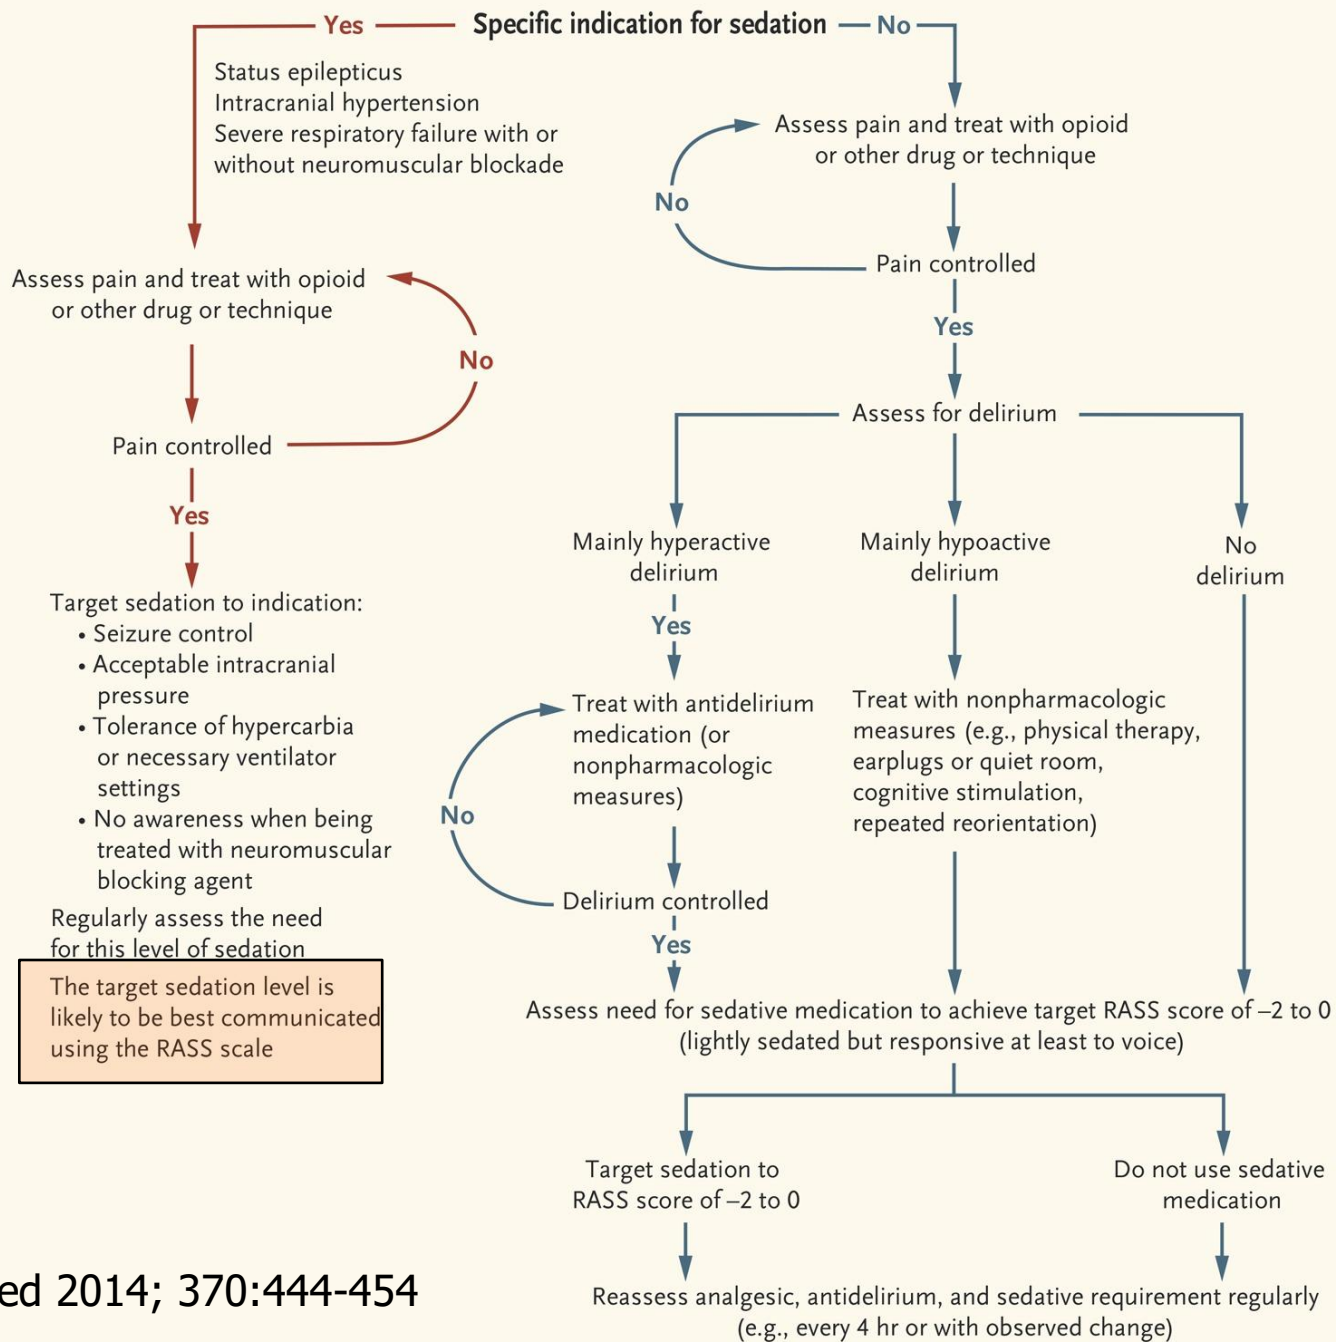 Specific indication for sedation
Yes
No
Status epilepticus
Intracranial hypertension
Severe respiratory failure with or
without neuromuscular blockade
Assess pain and treat with opioid
or other drug or technique
No
Pain controlled
Yes
Target sedation to indication:
• Seizure control
• Acceptable intracranial
pressure
• Tolerance of hypercarbia
or necessary ventilator
settings
• No awareness when being
treated with neuromuscular
blocking agent
Regularly assess the need
for this level of sedation
The target sedation level is
likely to be best communicated
using the RASS scale
Assess pain and treat with opioid
or other drug or technique
No
Pain controlled
Yes
Assess for delirium
Mainly hyperactive
delirium
Yes
Treat with antidelirium
medication (or
nonpharmacologic
measures)
No
Delirium controlled
Yes
Mainly hypoactive
delirium
Treat with nonpharmacologic
measures (e.g., physical therapy,
earplugs or quiet room,
cognitive stimulation,
repeated reorientation)
No
delirium
Assess need for sedative medication to achieve target RASS score of –2 to 0
(lightly sedated but responsive at least to voice)
Target sedation to
RASS score of –2 to 0
Do not use sedative
medication
Reassess analgesic, antidelirium, and sedative requirement regularly
(e.g., every 4 hr or with observed change)
ed 2014; 370:444-454